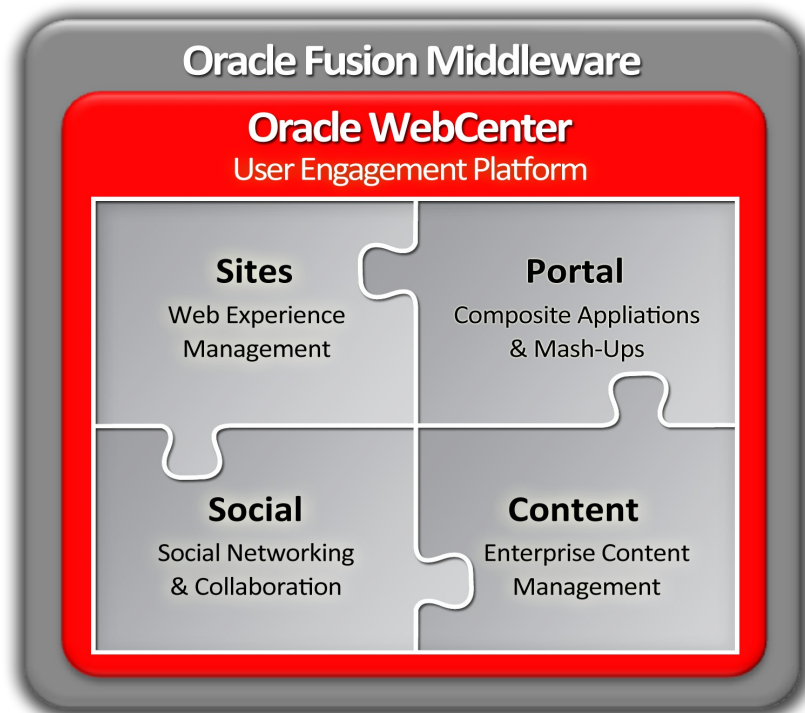 Oracle Fusion Middleware
Oracle WebCenter
User Engagement Platform
Sites
Web Experience
Management
Portal
Composite Appliations
& Mash-Ups
Social
Social Networking
& Collaboration
Content
Enterprise Content
Management